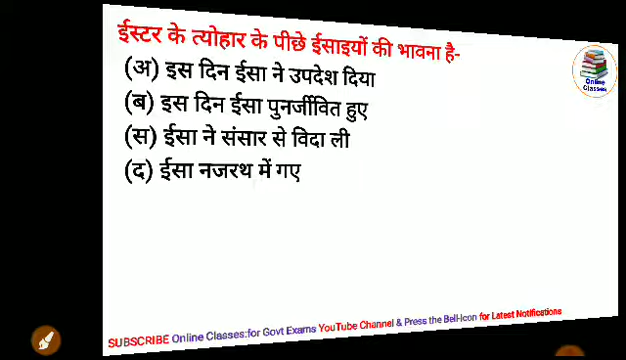 ईस्टर के त्योहार के पीछे ईसाइयों की भावना है-
(अ) इस दिन ईसा ने उपदेश दिया
(ब) इस दिन ईसा पुनर्जीवित हुए
(स) ईसा ने संसार से विदा ली
(द) ईसा नजरथ में गए
Online
Classes
SUBSCRIBE Online Classes:for Govt Exams YouTube Channel & Press the Bell-Icon for Latest Notifications